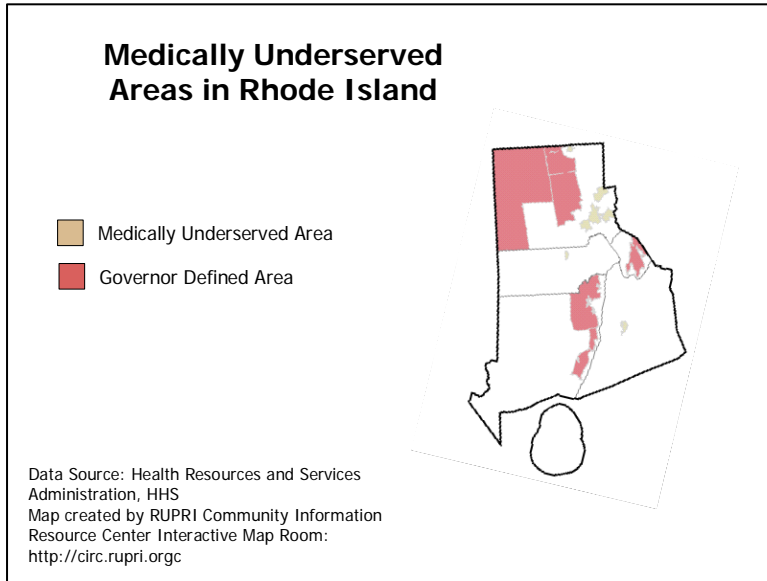 Medically Underserved
Areas in Rhode Island
Medically Underserved Area
Governor Defined Area
Data Source: Health Resources and Services
Administration, HHS
Map created by RUPRI Community Information
Resource Center Interactive Map Room:
http://circ.rupri.orgc